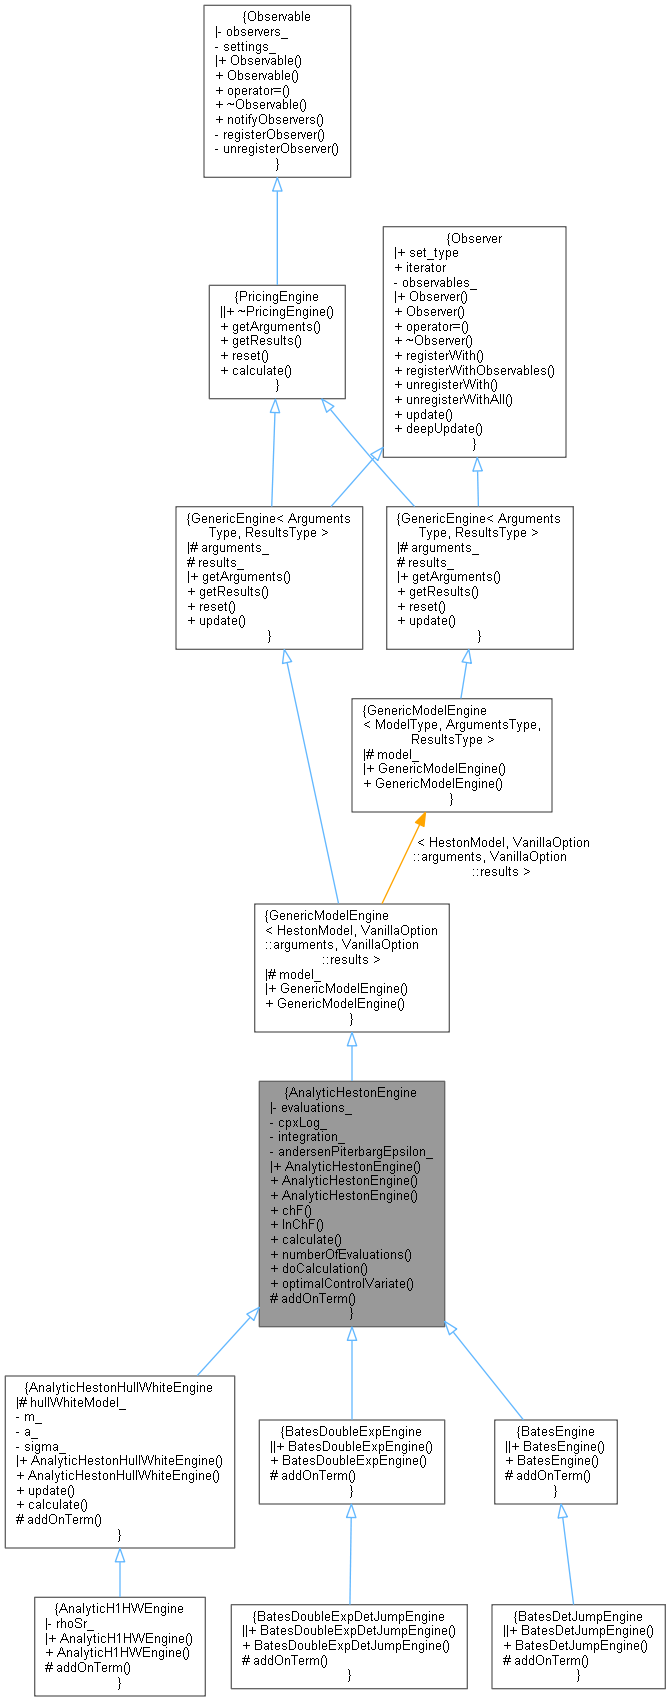 {Observable
|- observers_
- settings_
|+ Observable()
+ Observable()
+ operator=()
+ ~Observable()
+ notifyObservers()
- registerObserver()
- unregisterObserver()
}
{Observer
|+ set_type
+ iterator
- observables_
|+ Observer()
+ Observer()
+ operator=()
+ ~Observer()
+ registerWith()
+ registerWithObservables()
+ unregisterWith()
+ unregisterWithAll()
+ update()
+ deepUpdate()
}
{PricingEngine
||+ ~PricingEngine()
+ getArguments()
+ getResults()
+ reset()
+ calculate()
}
{GenericEngine< Arguments
Type, ResultsType >
|# arguments_
# results_
|+ getArguments()
+ getResults()
+ reset()
+ update()
}
{GenericEngine< Arguments
Type, ResultsType >
|# arguments_
# results_
|+ getArguments()
+ getResults()
+ reset()
+ update()
}
{GenericModelEngine
< ModelType, ArgumentsType,
ResultsType >
|# model_
|+ GenericModelEngine()
+ GenericModelEngine()
}
< HestonModel, VanillaOption
::arguments, VanillaOption
::results >
{GenericModelEngine
< HestonModel, VanillaOption
::arguments, VanillaOption
::results >
|# model_
|+ GenericModelEngine()
+ GenericModelEngine()
}
{AnalyticHestonEngine
|- evaluations_
- cpxLog_
- integration_
- andersenPiterbargEpsilon_
|+ AnalyticHestonEngine()
+ AnalyticHestonEngine()
+ AnalyticHestonEngine()
+ chF()
+ lnChF()
+ calculate()
+ numberOfEvaluations()
+ doCalculation()
+ optimalControlVariate()
# addOnTerm()
}
{AnalyticHestonHullWhiteEngine
|# hullWhiteModel_
- m_
- a_
- sigma_
|+ AnalyticHestonHullWhiteEngine()
+ AnalyticHestonHullWhiteEngine()
+ update()
+ calculate()
# addOnTerm()
}
{BatesDoubleExpEngine
||+ BatesDoubleExpEngine()
+ BatesDoubleExpEngine()
# addOnTerm()
}
{BatesEngine
||+ BatesEngine()
+ BatesEngine()
# addOnTerm()
}
{AnalyticH1HWEngine
|- rhoSr_
|+ AnalyticH1HWEngine()
+ AnalyticH1HWEngine()
# addOnTerm()
}
{BatesDoubleExpDetJumpEngine
||+ BatesDoubleExpDetJumpEngine()
+ BatesDoubleExpDetJumpEngine()
# addOnTerm()
}
{BatesDetJumpEngine
||+ BatesDetJumpEngine()
+ BatesDetJumpEngine()
# addOnTerm()
}